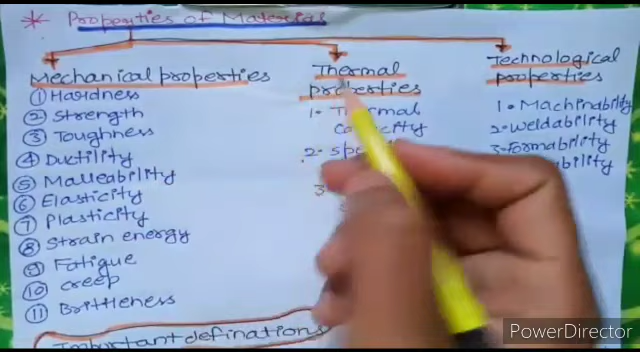 * Properties of Materials
Mechanical properties
① Hardness
② Strength
③ Toughness
④ Ductility
⑤ Malleability
⑥ Elasticity
⑦ Plasticity
⑧ Strain energy
⑨ Fatigue
⑩ Creep
⑪ Brittleness
Thermal
properties
1. Thermal
Capacity
2.
3.
Technological
properties
1. Machinability
2. Weldability
3. Formability
Important definations
PowerDirector